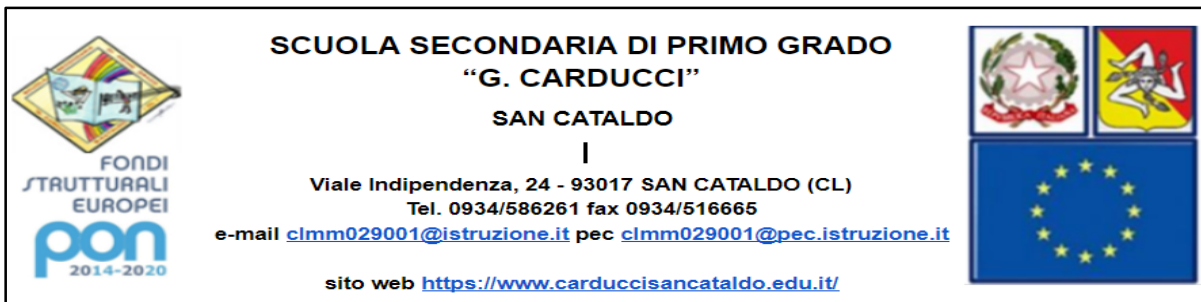 SCUOLA SECONDARIA DI PRIMO GRADO
“G. CARDUCCI”
SAN CATALDO
I
Viale Indipendenza, 24 - 93017 SAN CATALDO (CL)
Tel. 0934/586261 fax 0934/516665
e-mail clmm029001@istruzione.it pec clmm029001@pec.istruzione.it
sito web https://www.carduccisancataldo.edu.it/
FONDI
STRUTTURALI
EUROPEI
pon
2014-2020